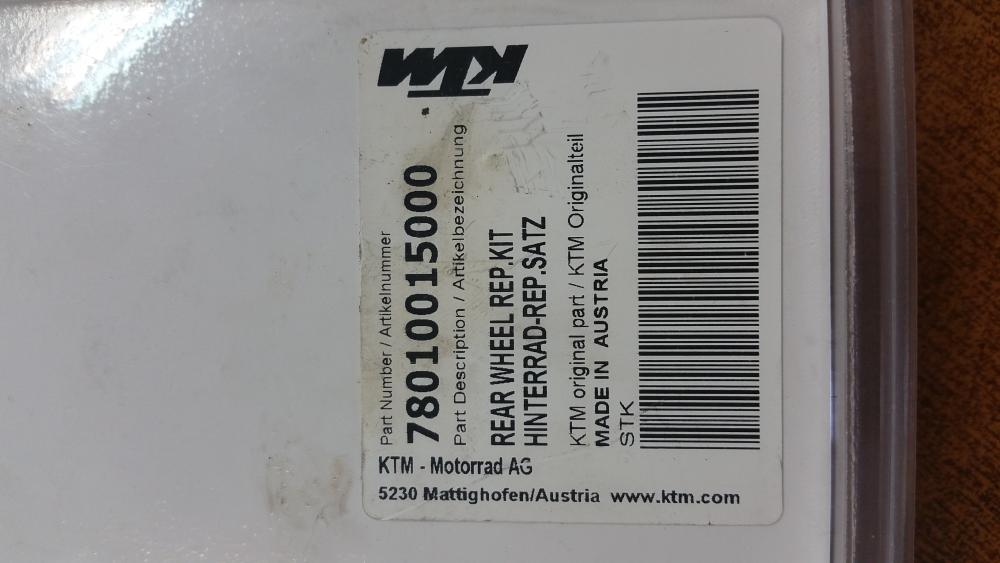 KTM
Part Number / Artikelnummer
78010015000
Part Description / Artikelbezeichnung
REAR WHEEL REP.KIT
HINTERRAD-REP.SATZ
KTM original part / KTM Originalteil
MADE IN AUSTRIA
STK
KTM - Motorrad AG
5230 Mattighofen/Austria www.ktm.com